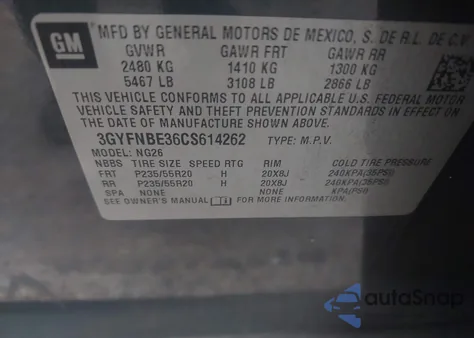 GM
MFD BY GENERAL MOTORS DE MEXICO, S. DE R.L. DE C.V.
GVWR GAWR FRT GAWR RR
2480 KG 1410 KG 1300 KG
5467 LB 3108 LB 2866 LB
THIS VEHICLE CONFORMS TO ALL APPLICABLE U.S. FEDERAL MOTOR
VEHICLE SAFETY AND THEFT PREVENTION STANDARDS IN EFFECT ON THE
DATE OF MANUFACTURE SHOWN ABOVE.
3GYFNBE36CS614262 TYPE: M.P.V.
MODEL: NG26
NBBS TIRE SIZE SPEED RTG RIM COLD TIRE PRESSURE
FRT P235/55R20 H 20X8J 240KPA(35PSI)
RR P235/55R20 H 20X8J 240KPA(35PSI)
SPA NONE NONE KPA(PSI)
SEE OWNER'S MANUAL FOR MORE INFORMATION.
autoSnap